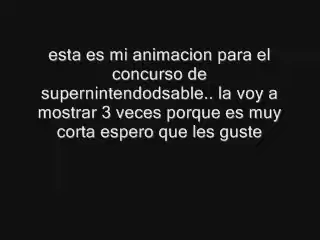 esta es mi animacion para el
concurso de
supernintendodsable.. la voy a
mostrar 3 veces porque es muy
corta espero que les guste